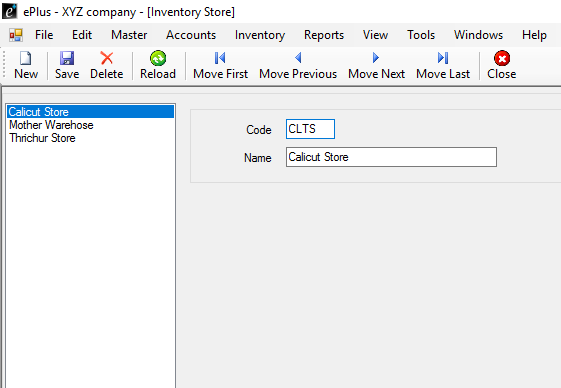 ePlus - XYZ company - [Inventory Store]
File Edit Master Accounts Inventory Reports View Tools Windows Help
New Save Delete Reload Move First Move Previous Move Next Move Last Close
Calicut Store
Mother Warehose
Thrichur Store
Code CLTS
Name Calicut Store